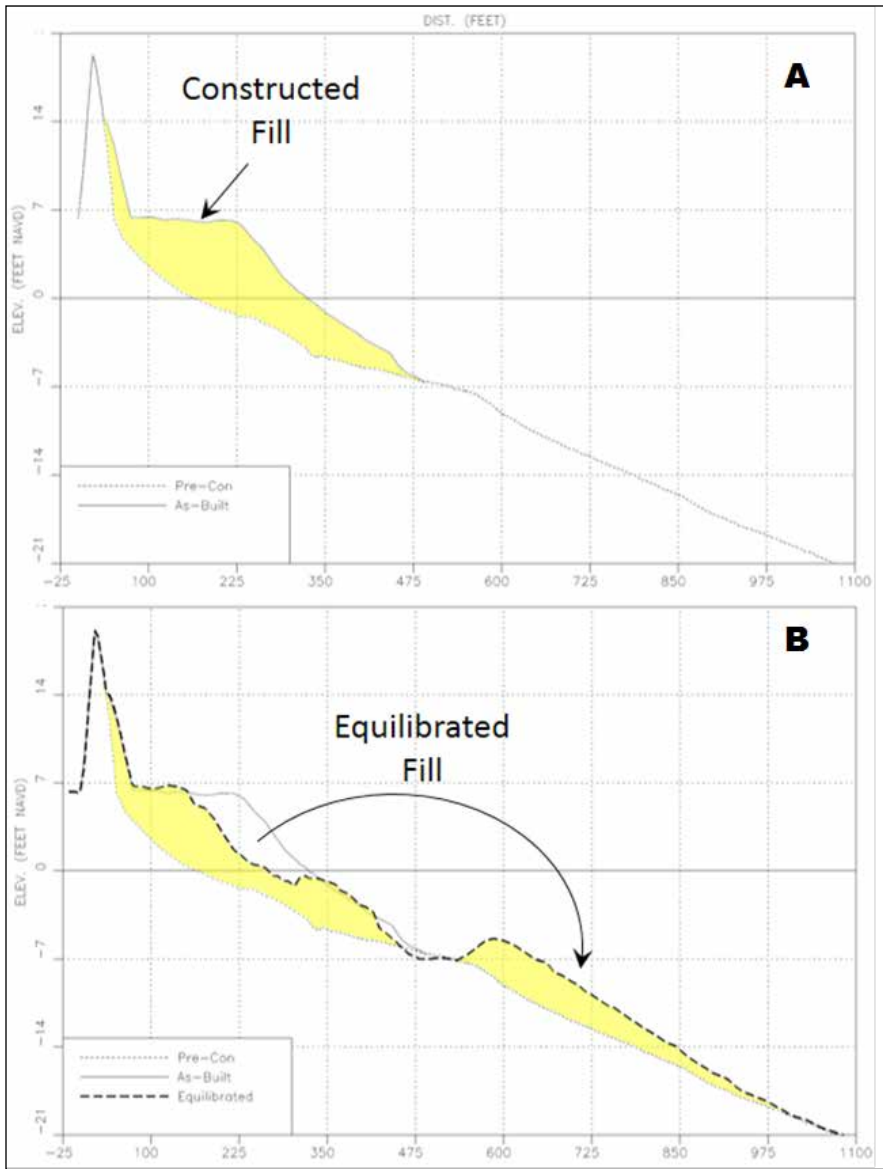 DIST. (FEET)
A
Constructed
Fill
14
7
0
-7
-14
-21
ELEV. (FEET NAVD)
Pre-Con
As-Built
-25 100 225 350 475 600 725 850 975 1100
B
Equilibrated
Fill
14
7
0
-7
-14
-21
ELEV. (FEET NAVD)
Pre-Con
As-Built
Equilibrated
-25 100 225 350 475 600 725 850 975 1100